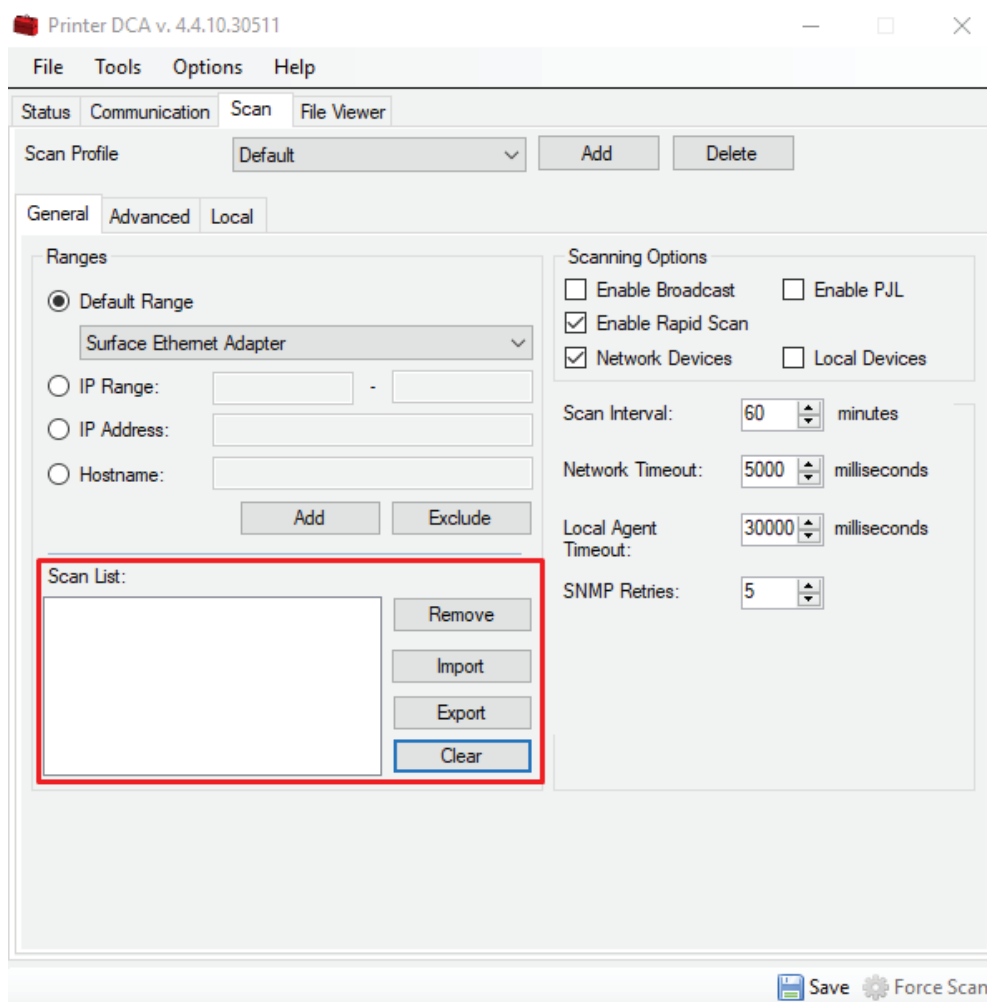 Printer DCA v. 4.4.10.30511
File Tools Options Help
Status Communication Scan File Viewer
Scan Profile Default Add Delete
General Advanced Local
Ranges
Default Range
Surface Ethernet Adapter
IP Range: -
IP Address:
Hostname:
Add Exclude
Scan List:
Remove
Import
Export
Clear
Scanning Options
Enable Broadcast Enable PJL
Enable Rapid Scan
Network Devices Local Devices
Scan Interval: 60 minutes
Network Timeout: 5000 milliseconds
Local Agent
Timeout: 30000 milliseconds
SNMP Retries: 5
Save Force Scan